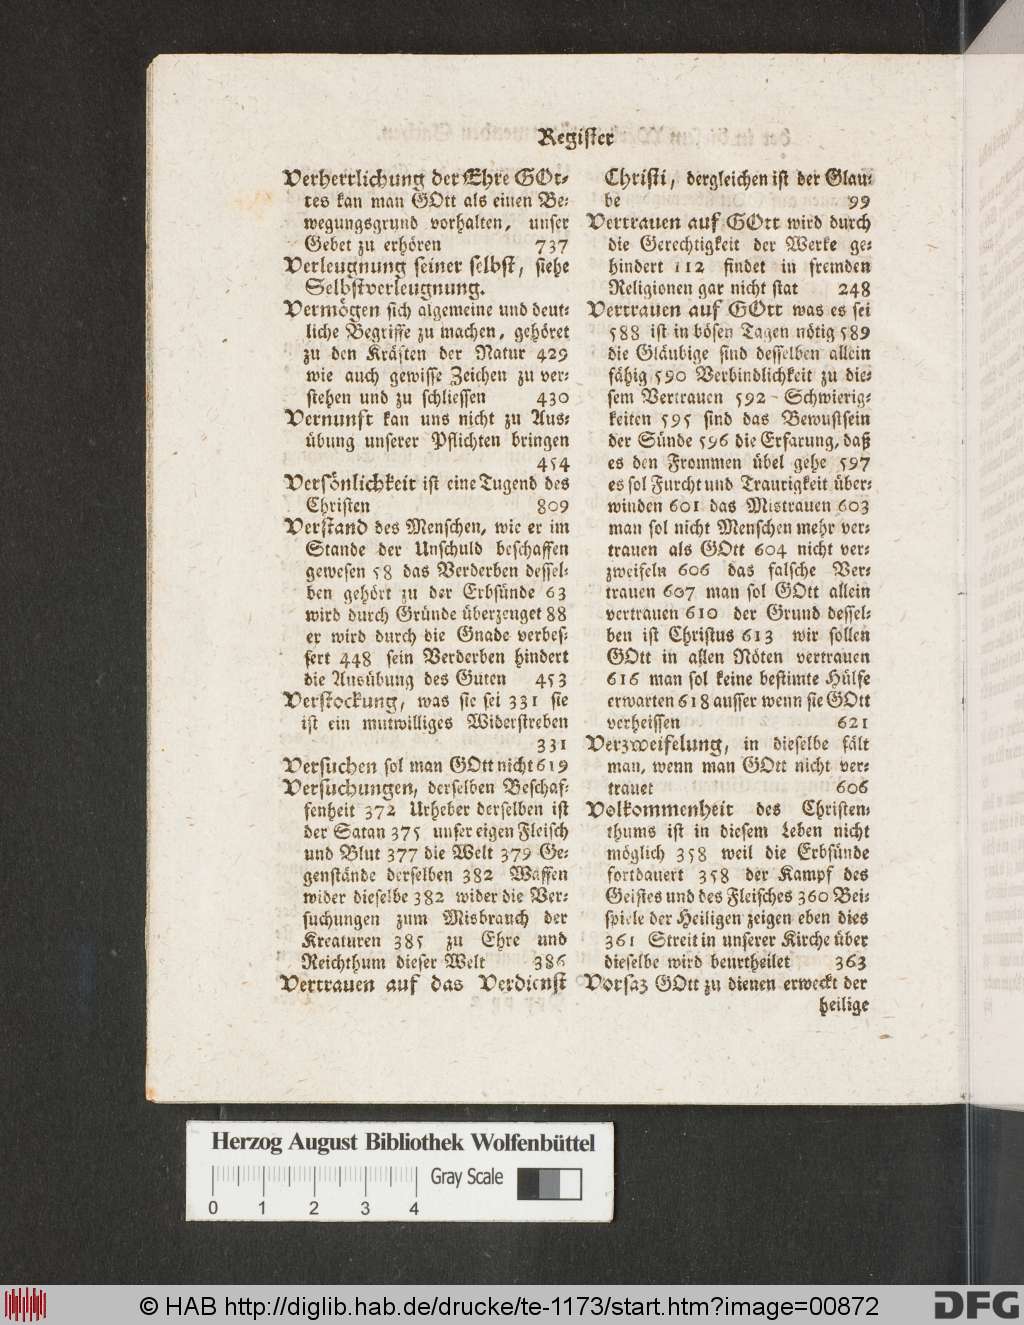 Register
Verherrlichung der Ehre GOt-
tes kan man GOtt als einen Be-
wegungsgrund vorhalten, unser
Gebet zu erhören 737
Verleugnung seiner selbst, siehe
Selbstverleugnung.
Vermögen sich algemeine und deut-
liche Begriffe zu machen, gehöret
zu den Kräften der Natur 429
wie auch gewisse Zeichen zu ver-
stehen und zu schliessen 430
Vernunft kan uns nicht zu Aus-
übung unserer Pflichten bringen
454
Versönlichkeit ist eine Tugend des
Christen 809
Verstand des Menschen, wie er im
Stande der Unschuld beschaffen
gewesen 58 das Verderben dessel-
ben gehört zu der Erbsünde 63
wird durch Gründe überzeuget 88
er wird durch die Gnade verbes-
sert 448 sein Verderben hindert
die Ausübung des Guten 453
Verstockung, was sie sei 331 sie
ist ein mutwilliges Widerstreben
331
Versuchen sol man GOtt nicht 619
Versuchungen, derselben Beschaf-
fenheit 372 Urheber derselben ist
der Satan 375 unser eigen Fleisch
und Blut 377 die Welt 379 Ge-
genstände derselben 382 Waffen
wider dieselbe 382 wider die Ver-
suchungen zum Misbrauch der
Kreaturen 385 zu Ehre und
Reichthum dieser Welt 386
Vertrauen auf das Verdienst
Christi, dergleichen ist der Glau-
be 99
Vertrauen auf GOtt wird durch
die Gerechtigkeit der Werke ge-
hindert 112 findet in fremden
Religionen gar nicht stat 248
Vertrauen auf GOtt was es sei
588 ist in bösen Tagen nötig 589
die Gläubige sind desselben allein
fähig 590 Verbindlichkeit zu die-
sem Vertrauen 592 Schwierig-
keiten 595 sind das Bewustsein
der Sünde 596 die Erfarung, daß
es den Frommen übel gehe 597
es sol Furcht und Traurigkeit über-
winden 601 das Mistrauen 603
man sol nicht Menschen mehr ver-
trauen als GOtt 604 nicht ver-
zweifeln 606 das falsche Ver-
trauen 607 man sol GOtt allein
vertrauen 610 der Grund dessel-
ben ist Christus 613 wir sollen
GOtt in allen Nöten vertrauen
616 man sol keine bestimte Hülfe
erwarten 618 ausser wenn sie GOtt
verheissen 621
Verzweifelung, in dieselbe fält
man, wenn man GOtt nicht ver-
trauet 606
Volkommenheit des Christen-
thums ist in diesem Leben nicht
möglich 358 weil die Erbsünde
fortdauert 358 der Kampf des
Geistes und des Fleisches 360 Bei-
spiele der Heiligen zeigen eben dies
361 Streit in unserer Kirche über
dieselbe wird beurtheilet 363
Vorsaz GOtt zu dienen erweckt der
heilige
Herzog August Bibliothek Wolfenbüttel
Gray Scale
0 1 2 3 4
© HAB http://diglib.hab.de/drucke/te-1173/start.htm?image=00872
DFG